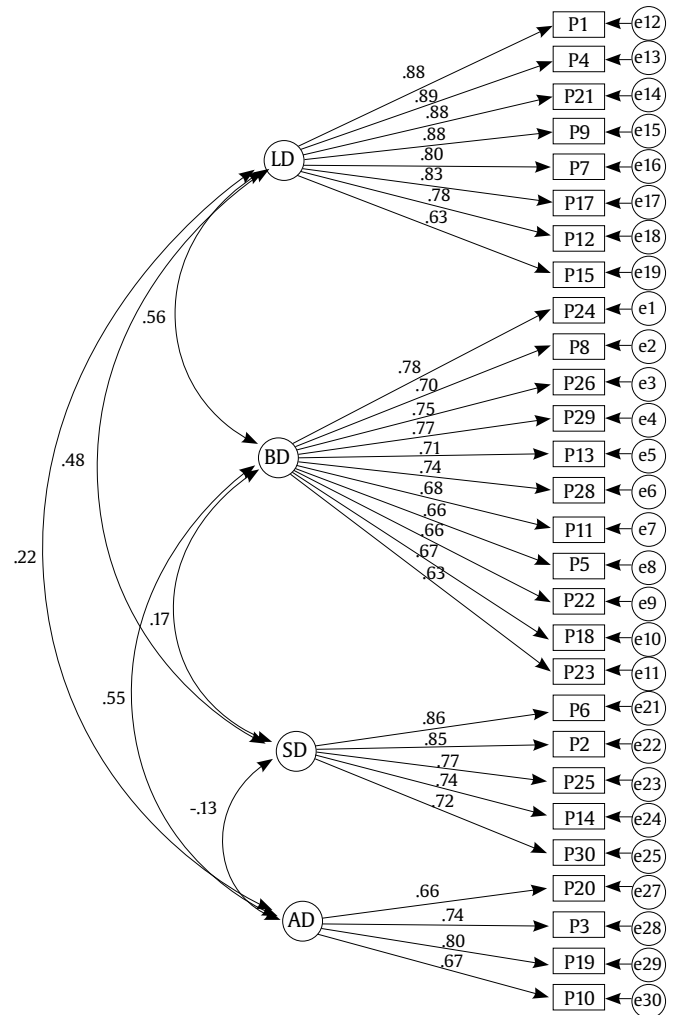 P1 e12
P4 e13
.88
.89
P21 e14
.88
P9 e15
.88
LD
.80
P7 e16
.83
P17 e17
.78
P12 e18
.63
P15 e19
P24 e1
.56
P8 e2
.78
.70
P26 e3
.75
P29 e4
.77
.71
BD
P13 e5
.48
.74
P28 e6
.68
.66
P11 e7
.66
.67
P5 e8
.22
.63
P22 e9
.17
P18 e10
P23 e11
.55
P6 e21
.86
.85
P2 e22
SD
.77
P25 e23
.74
.72
-.13
P14 e24
P30 e25
P20 e27
.66
AD
.74
P3 e28
.80
P19 e29
.67
P10 e30